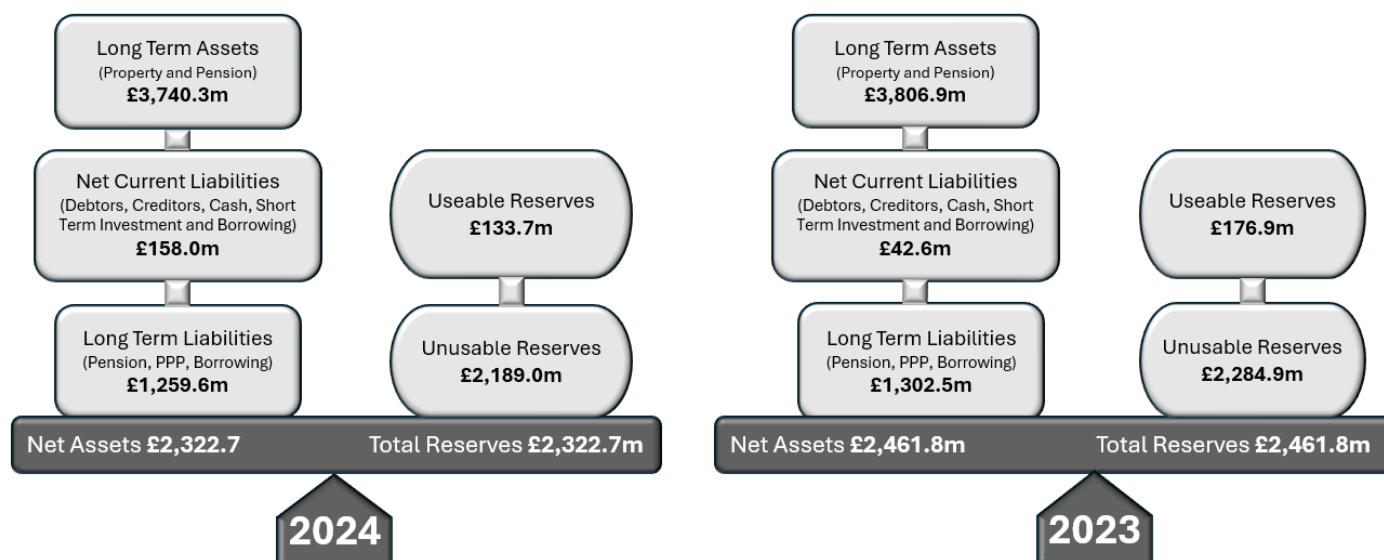 Long Term Assets
(Property and Pension)
£3,740.3m
Net Current Liabilities
(Debtors, Creditors, Cash, Short
Term Investment and Borrowing)
£158.0m
Long Term Liabilities
(Pension, PPP, Borrowing)
£1,259.6m
Useable Reserves
£133.7m
Unusable Reserves
£2,189.0m
Net Assets £2,322.7
Total Reserves £2,322.7m
2024
Long Term Assets
(Property and Pension)
£3,806.9m
Net Current Liabilities
(Debtors, Creditors, Cash, Short
Term Investment and Borrowing)
£42.6m
Long Term Liabilities
(Pension, PPP, Borrowing)
£1,302.5m
Useable Reserves
£176.9m
Unusable Reserves
£2,284.9m
Net Assets £2,461.8m
Total Reserves £2,461.8m
2023